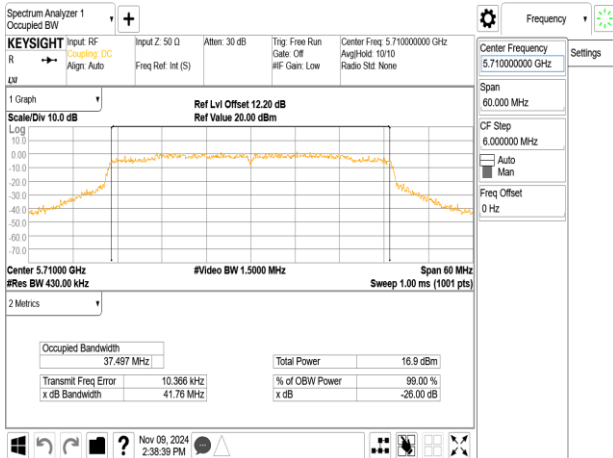 Spectrum Analyzer 1
Occupied BW
Frequency
KEYSIGHT
R
Input: RF
Coupling: DC
Align: Auto
Input Z: 50 Ω
Freq Ref: Int (S)
Atten: 30 dB
Trig: Free Run
Gate: Off
#IF Gain: Low
Center Freq: 5.710000000 GHz
Avg|Hold: 10/10
Radio Std: None
Center Frequency
5.710000000 GHz
Settings
Span
60.000 MHz
CF Step
6.000000 MHz
Auto
Man
Freq Offset
0 Hz
1 Graph
Scale/Div 10.0 dB
Ref Lvl Offset 12.20 dB
Ref Value 20.00 dBm
Log
10.0
0.00
-10.0
-20.0
-30.0
-40.0
-50.0
-60.0
-70.0
Center 5.71000 GHz
#Video BW 1.5000 MHz
Span 60 MHz
#Res BW 430.00 kHz
Sweep 1.00 ms (1001 pts)
2 Metrics
Occupied Bandwidth
37.497 MHz
Total Power 16.9 dBm
Transmit Freq Error 10.366 kHz
% of OBW Power 99.00 %
x dB Bandwidth 41.76 MHz
x dB -26.00 dB
?
Nov 09, 2024
2:38:39 PM